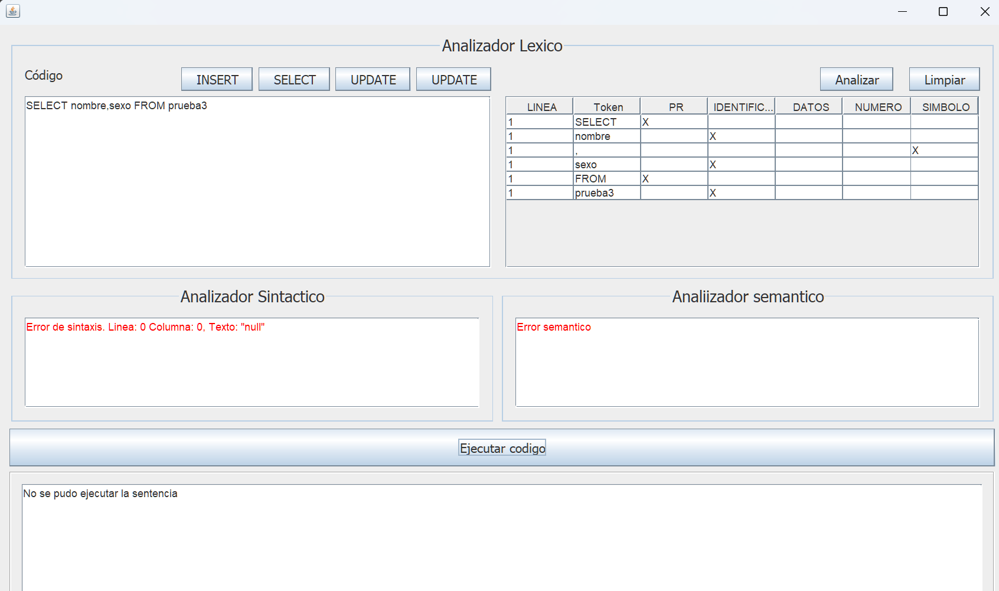 Analizador Lexico
Código INSERT SELECT UPDATE UPDATE Analizar Limpiar
SELECT nombre,sexo FROM prueba3
LINEA Token PR IDENTIFIC... DATOS NUMERO SIMBOLO
1 SELECT X
1 nombre X
1 , X
1 sexo X
1 FROM X
1 prueba3 X
Analizador Sintactico
Error de sintaxis. Linea: 0 Columna: 0, Texto: "null"
Analiizador semantico
Error semantico
Ejecutar codigo
No se pudo ejecutar la sentencia